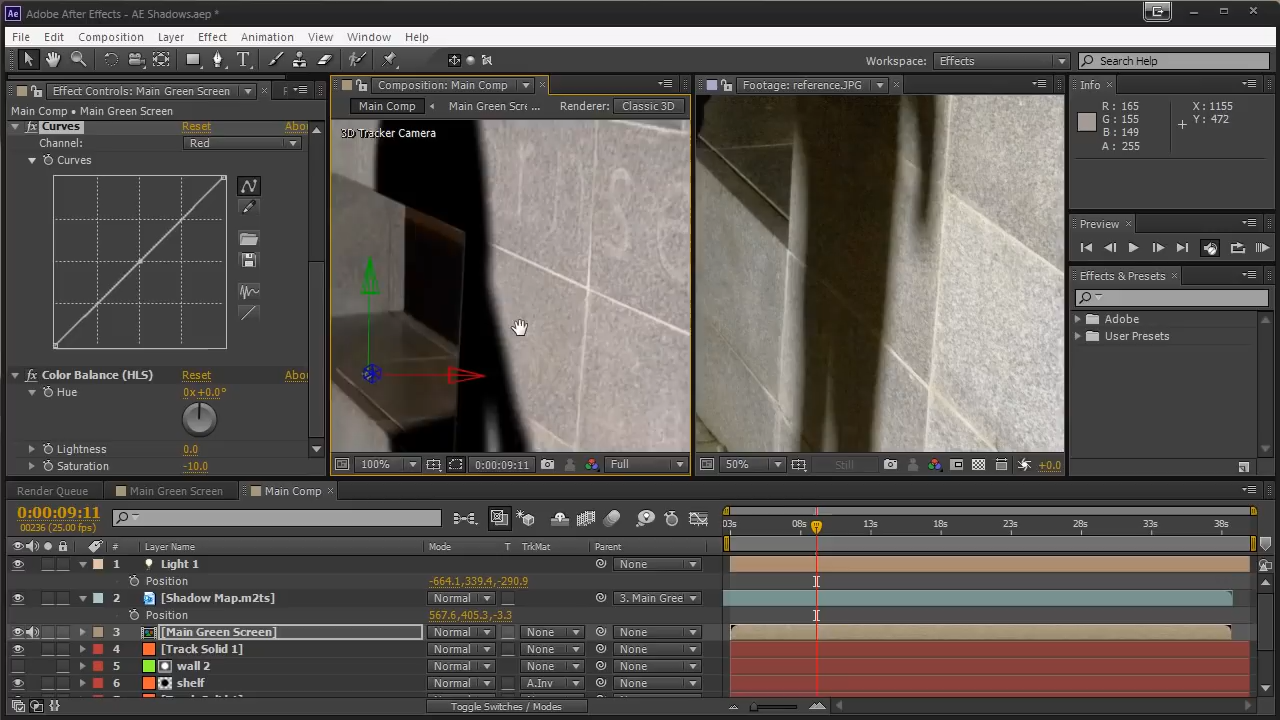 Ae Adobe After Effects - AE Shadows.aep *
File Edit Composition Layer Effect Animation View Window Help
Workspace: Effects Search Help
Effect Controls: Main Green Screen
Main Comp • Main Green Screen
fx Curves Reset Abo
Channel: Red
Curves
fx Color Balance (HLS) Reset Abo
Hue 0x+0.0°
Lightness 0.0
Saturation -10.0
Composition: Main Comp
Main Comp Main Green Scre ... Renderer: Classic 3D
3D Tracker Camera
100% 0:00:09:11 Full
Footage: reference.JPG
50% Still +0.0
Info
R : 165 X : 1155
G : 155 Y : 472
B : 149
A : 255
Preview
Effects & Presets
Adobe
User Presets
Render Queue Main Green Screen Main Comp
0:00:09:11
00236 (25.00 fps)
03s 08s 13s 18s 23s 28s 33s 38s
# Layer Name Mode T TrkMat Parent
1 Light 1 None
Position -664.1,339.4,-290.9
2 [Shadow Map.m2ts] Normal 3. Main Gree
Position 567.6,405.3,-3.3
3 [Main Green Screen] Normal None None
4 [Track Solid 1] Normal None None
5 wall 2 Normal None None
6 shelf Normal A.Inv None
Toggle Switches / Modes